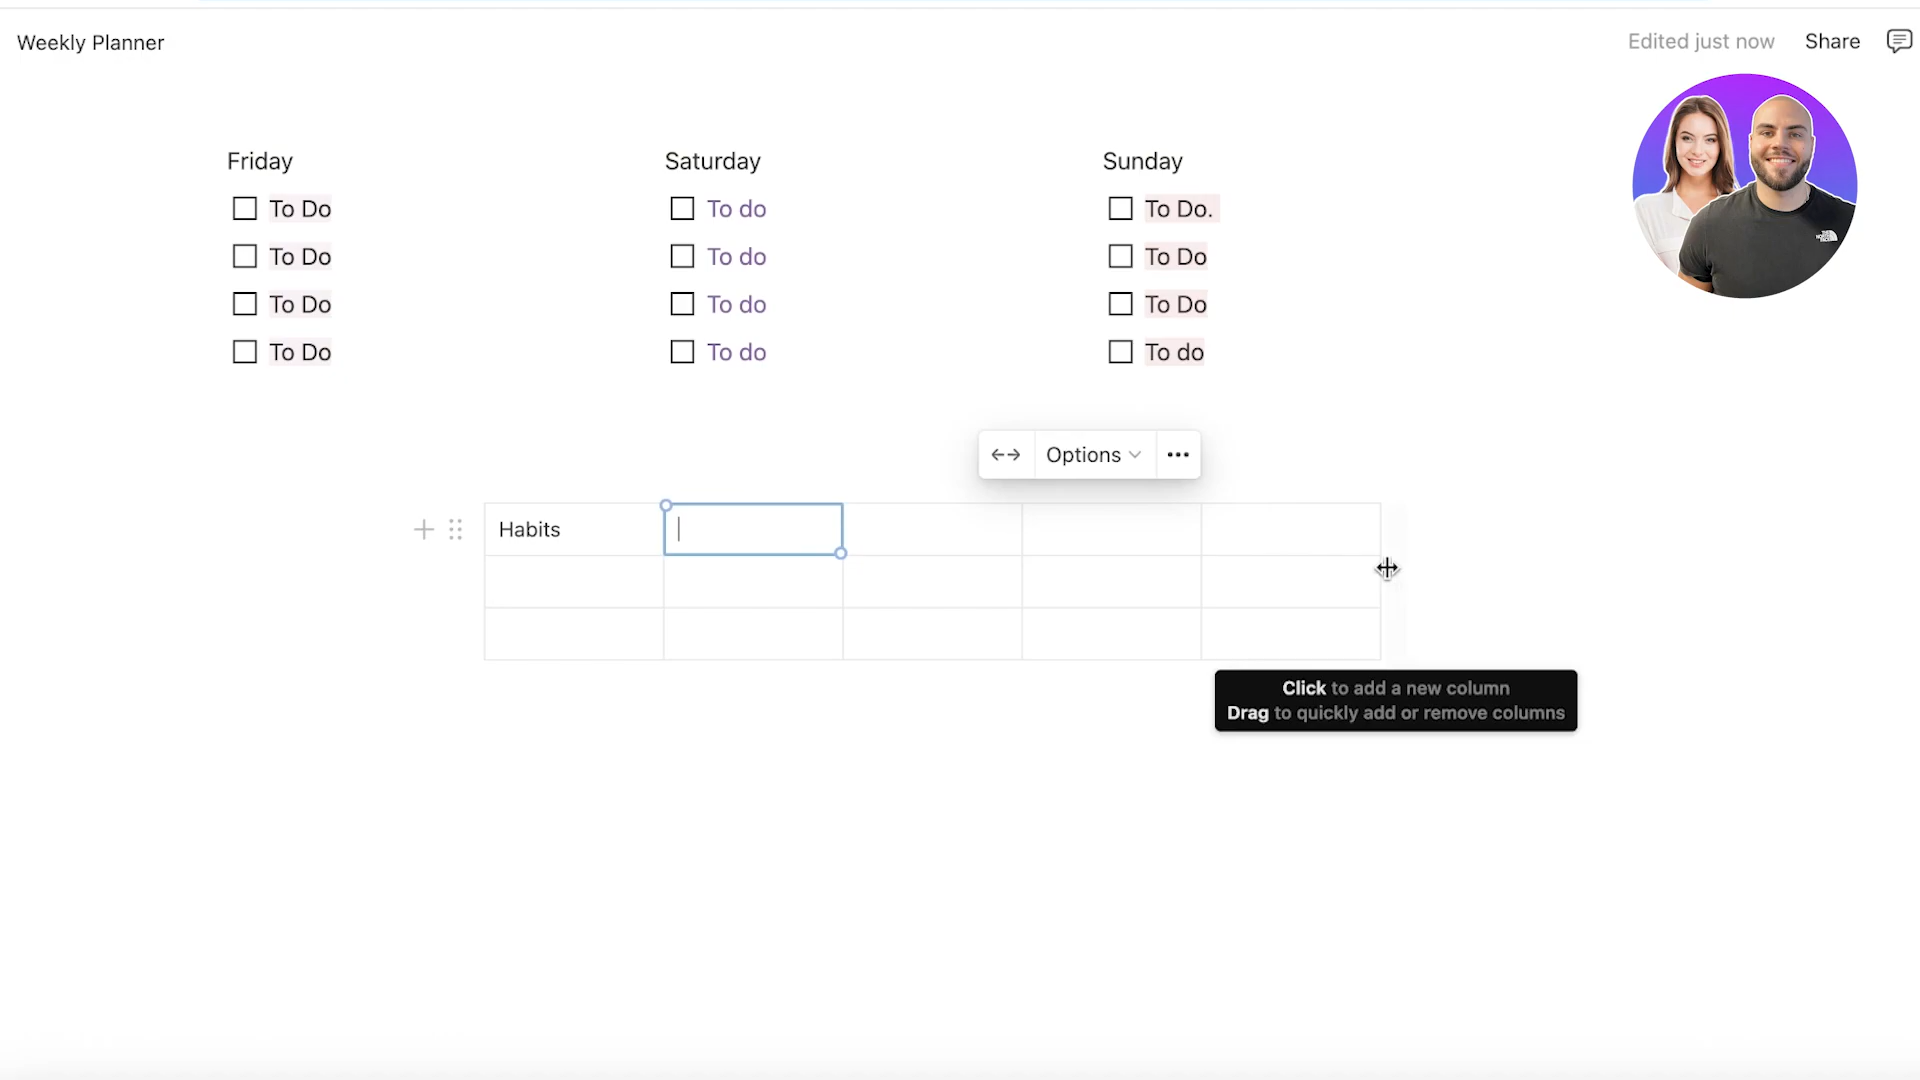 Weekly Planner
Edited just now
Share
Friday
To Do
To Do
To Do
To Do
Saturday
To do
To do
To do
To do
Sunday
To Do.
To Do
To Do
To do
Options
Habits
Click to add a new column
Drag to quickly add or remove columns